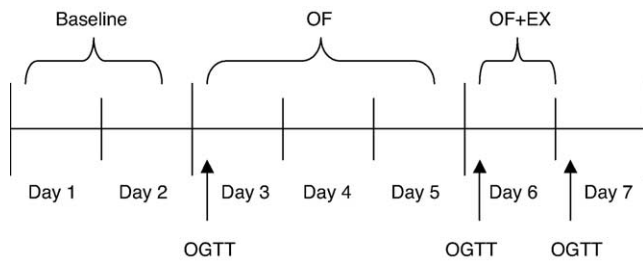 Baseline OF OF+EX
Day 1 Day 2 Day 3 Day 4 Day 5 Day 6 Day 7
OGTT OGTT OGTT